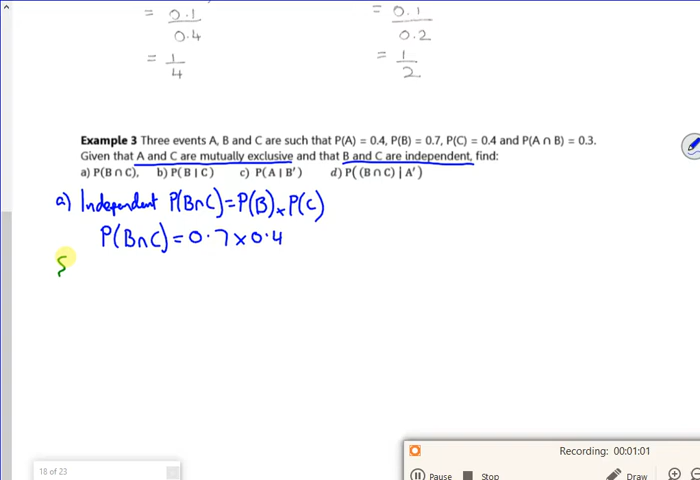 = 0.1/0.4 = 0.1/0.2
= 1/4 = 1/2
Example 3 Three events A, B and C are such that P(A) = 0.4, P(B) = 0.7, P(C) = 0.4 and P(A ∩ B) = 0.3.
Given that A and C are mutually exclusive and that B and C are independent, find:
a) P(B ∩ C), b) P(B | C) c) P(A | B′) d) P( (B ∩ C) | A′)
a) Independent P(B∩C) = P(B) × P(C)
P(B∩C) = 0.7 × 0.4
S
18 of 23
Recording: 00:01:01
Pause Stop Draw